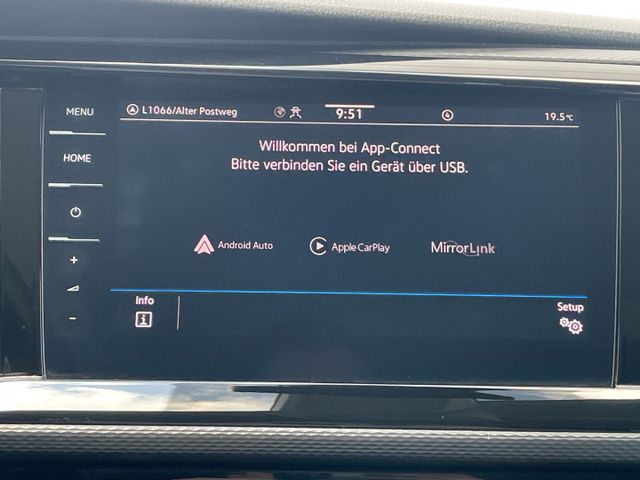 MENU
L1066/Alter Postweg
9:51
19.5°C
HOME
Willkommen bei App-Connect
Bitte verbinden Sie ein Gerät über USB.
Android Auto
Apple CarPlay
MirrorLink
+
-
Info
Setup